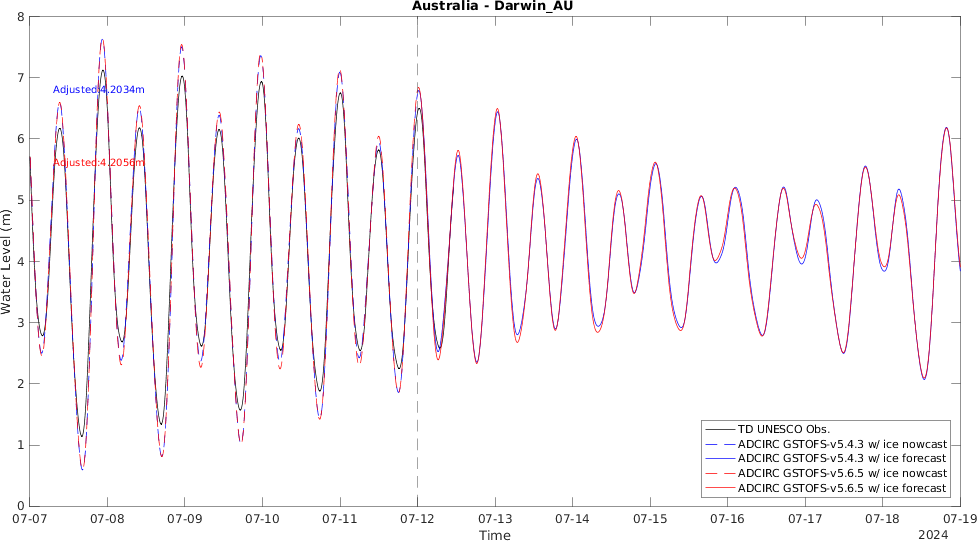 Australia - Darwin_AU
8
7
6
5
4
3
2
1
0
Water Level (m)
Adjusted:4.2034m
Adjusted:4.2056m
TD UNESCO Obs.
ADCIRC GSTOFS-v5.4.3 w/ ice nowcast
ADCIRC GSTOFS-v5.4.3 w/ ice forecast
ADCIRC GSTOFS-v5.6.5 w/ ice nowcast
ADCIRC GSTOFS-v5.6.5 w/ ice forecast
07-07 07-08 07-09 07-10 07-11 07-12 07-13 07-14 07-15 07-16 07-17 07-18 07-19
Time
2024